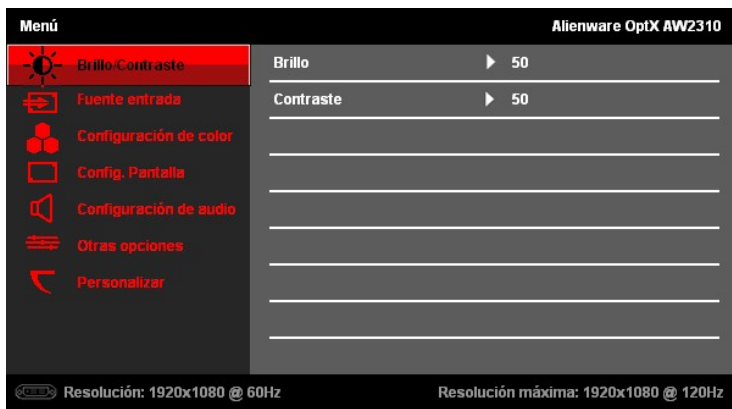 Menú
Alienware OptX AW2310
Brillo/Contraste
Brillo
50
Fuente entrada
Contraste
50
Configuración de color
Config. Pantalla
Configuración de audio
Otras opciones
Personalizar
Resolución: 1920x1080 @ 60Hz
Resolución máxima: 1920x1080 @ 120Hz